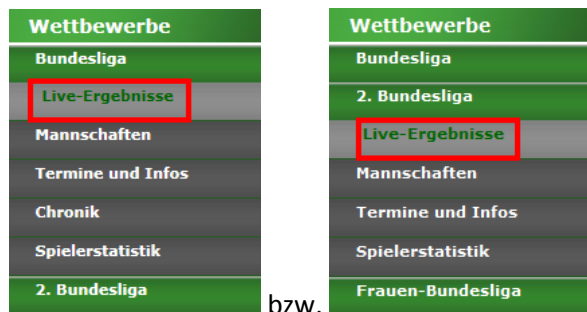 Wettbewerbe
Bundesliga
Live-Ergebnisse
Mannschaften
Termine und Infos
Chronik
Spielerstatistik
2. Bundesliga
bzw.
Wettbewerbe
Bundesliga
2. Bundesliga
Live-Ergebnisse
Mannschaften
Termine und Infos
Spielerstatistik
Frauen-Bundesliga